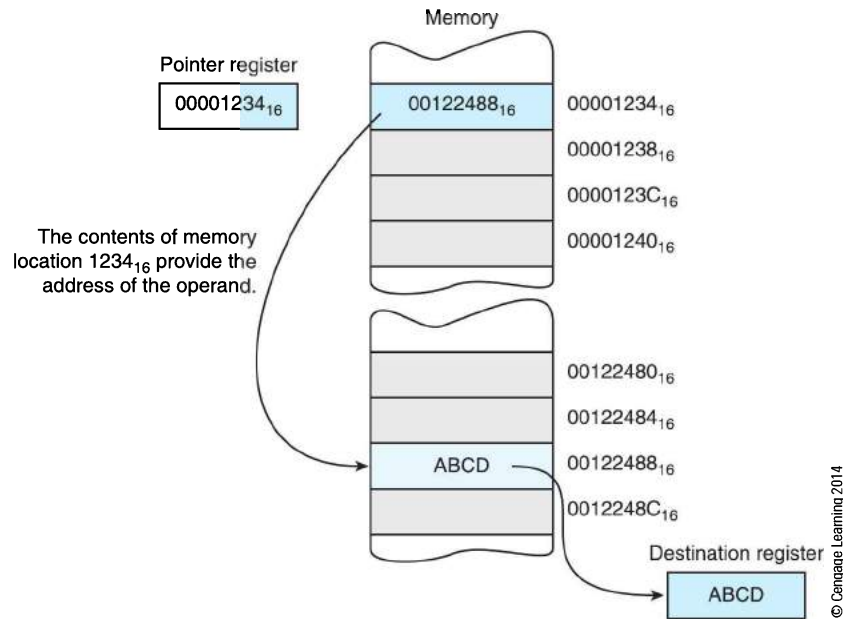 Memory
Pointer register
00001234₁₆
00122488₁₆
00001234₁₆
00001238₁₆
0000123C₁₆
00001240₁₆
The contents of memory
location 1234₁₆ provide the
address of the operand.
00122480₁₆
00122484₁₆
ABCD
00122488₁₆
0012248C₁₆
Destination register
ABCD
© Cengage Learning 2014